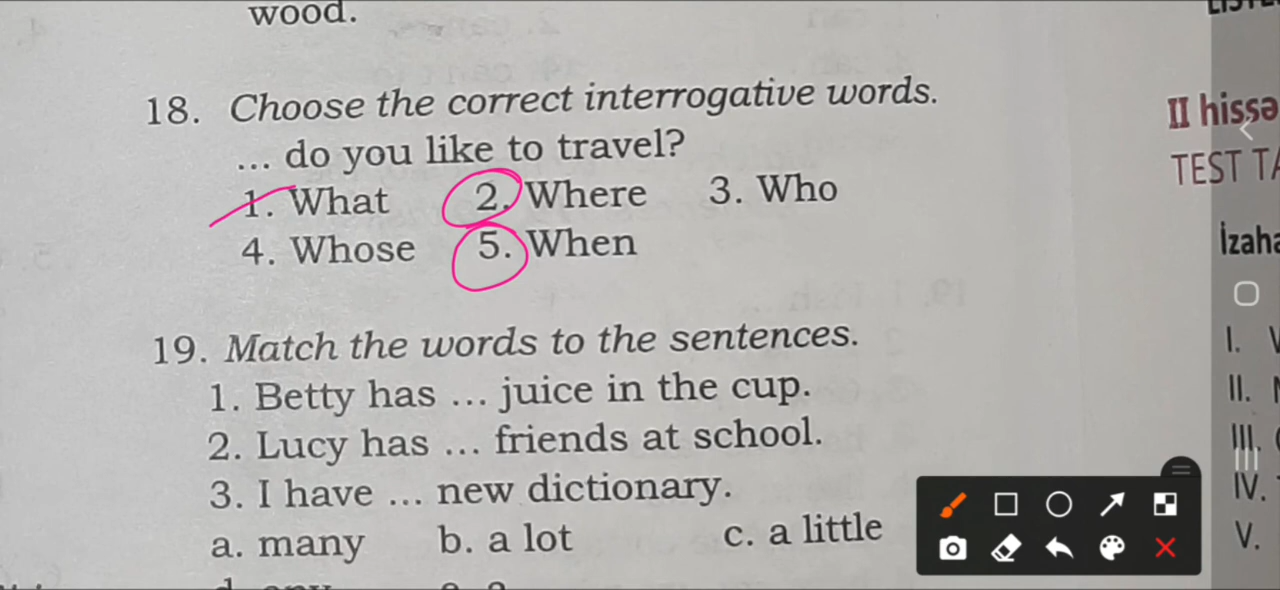 wood.
18. Choose the correct interrogative words.
... do you like to travel?
1. What 2. Where 3. Who
4. Whose 5. When
19. Match the words to the sentences.
1. Betty has ... juice in the cup.
2. Lucy has ... friends at school.
3. I have ... new dictionary.
a. many b. a lot c. a little
II hissə
TEST
I.
II.
III.
IV.
V.